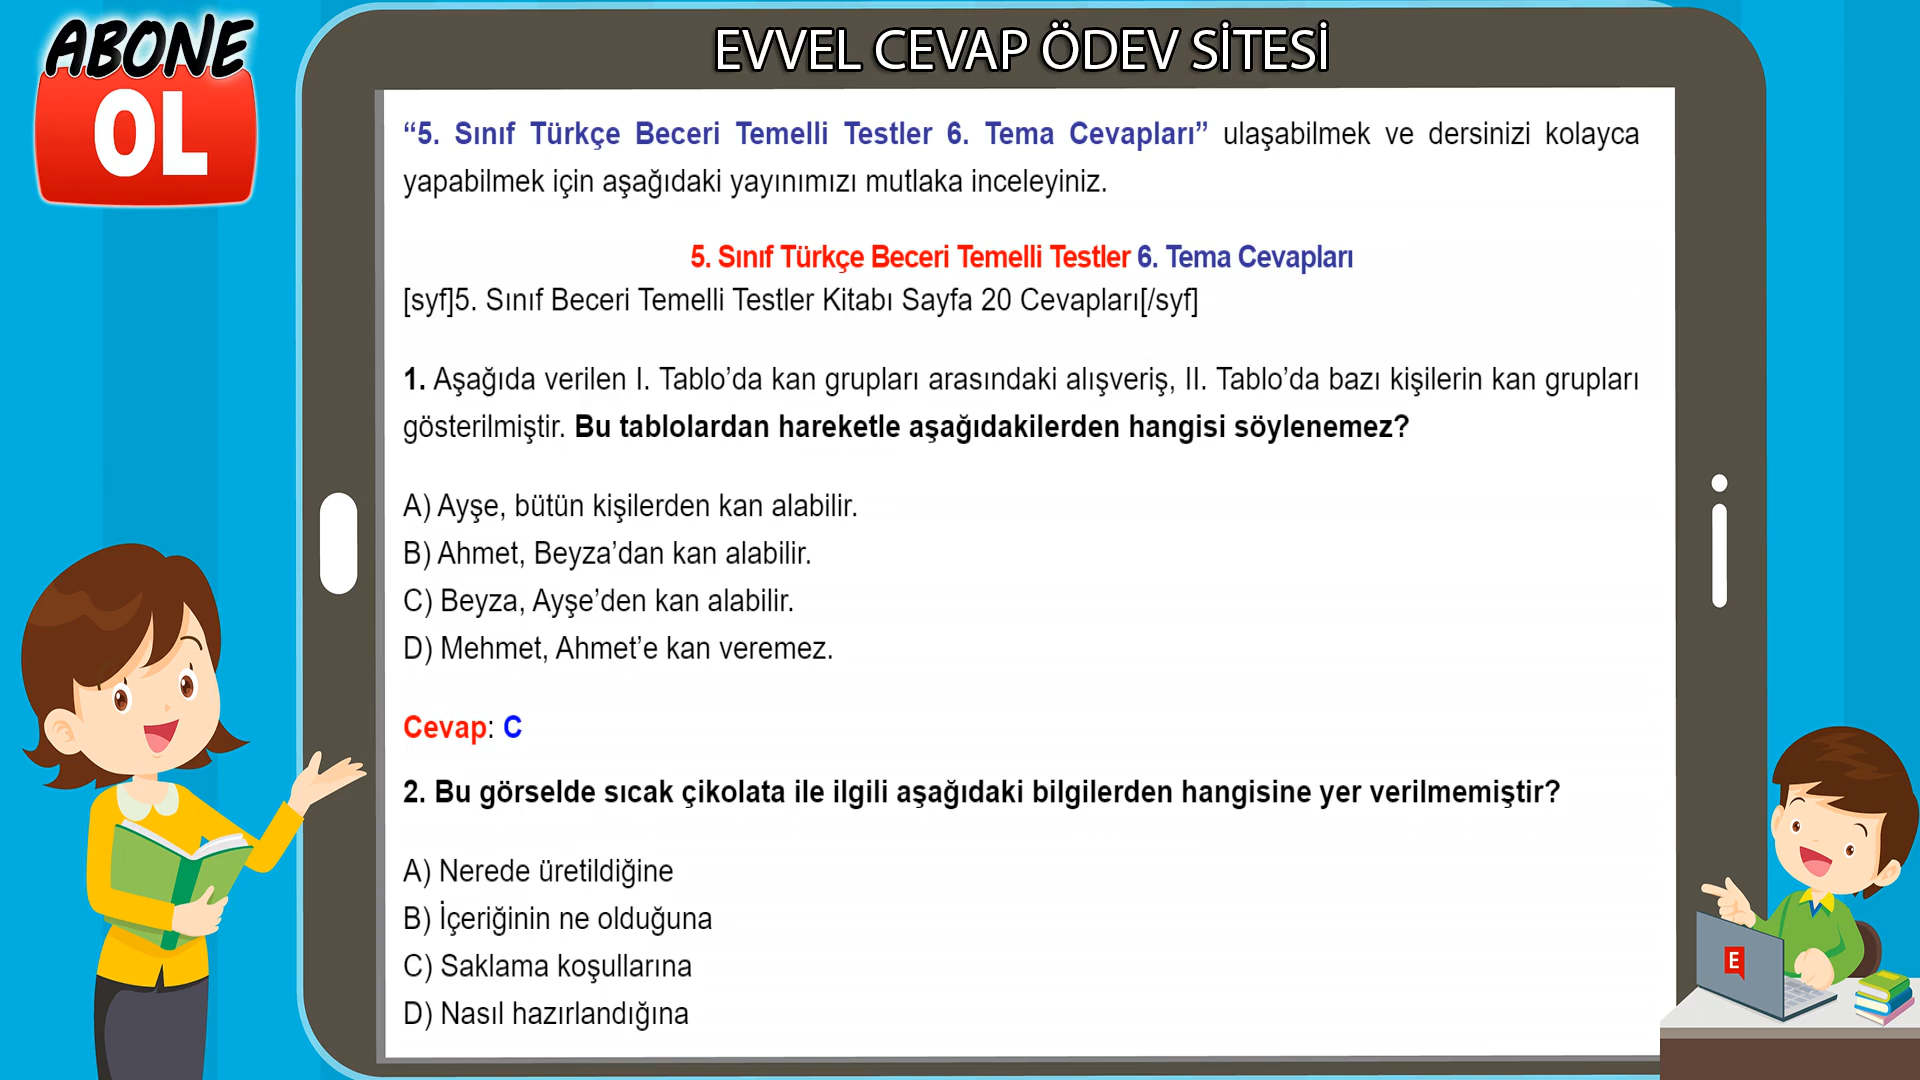 ABONE
OL
EVVEL CEVAP ÖDEV SİTESİ
“5. Sınıf Türkçe Beceri Temelli Testler 6. Tema Cevapları” ulaşabilmek ve dersinizi kolayca
yapabilmek için aşağıdaki yayınımızı mutlaka inceleyiniz.
5. Sınıf Türkçe Beceri Temelli Testler 6. Tema Cevapları
[syf]5. Sınıf Beceri Temelli Testler Kitabı Sayfa 20 Cevapları[/syf]
1. Aşağıda verilen I. Tablo’da kan grupları arasındaki alışveriş, II. Tablo’da bazı kişilerin kan grupları
gösterilmiştir. Bu tablolardan hareketle aşağıdakilerden hangisi söylenemez?
A) Ayşe, bütün kişilerden kan alabilir.
B) Ahmet, Beyza’dan kan alabilir.
C) Beyza, Ayşe’den kan alabilir.
D) Mehmet, Ahmet’e kan veremez.
Cevap: C
2. Bu görselde sıcak çikolata ile ilgili aşağıdaki bilgilerden hangisine yer verilmemiştir?
A) Nerede üretildiğine
B) İçeriğinin ne olduğuna
C) Saklama koşullarına
D) Nasıl hazırlandığına
E